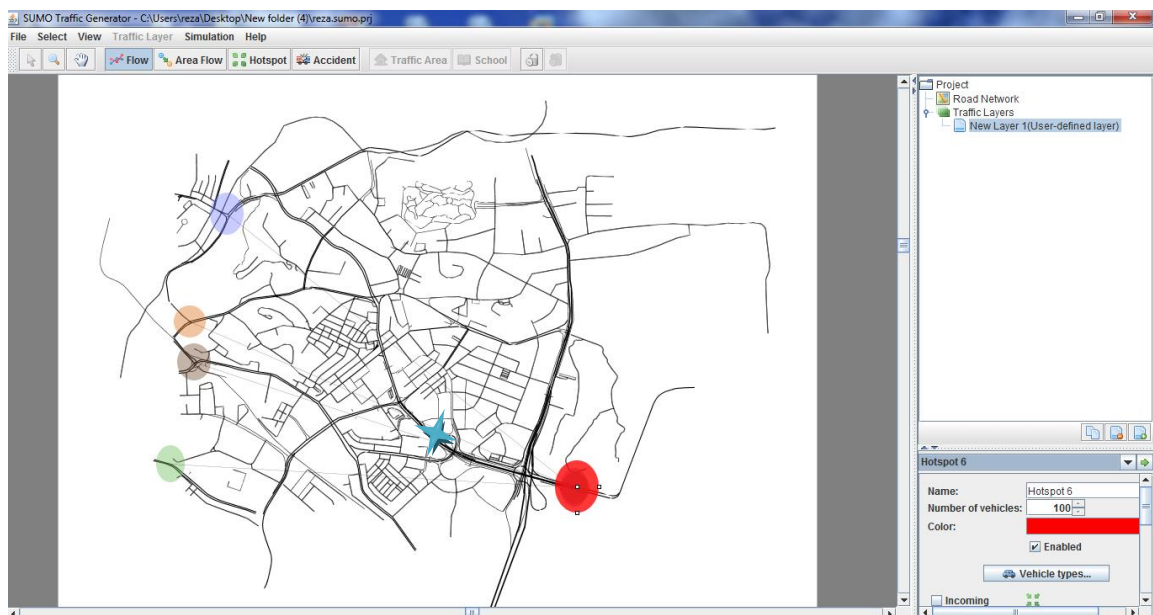 SUMO Traffic Generator - C:\Users\reza\Desktop\New folder (4)\reza.sumo.prj
File Select View Traffic Layer Simulation Help
Flow Area Flow Hotspot Accident Traffic Area School
Project
Road Network
Traffic Layers
New Layer 1(User-defined layer)
Hotspot 6
Name: Hotspot 6
Number of vehicles: 100
Color:
Enabled
Vehicle types...
Incoming